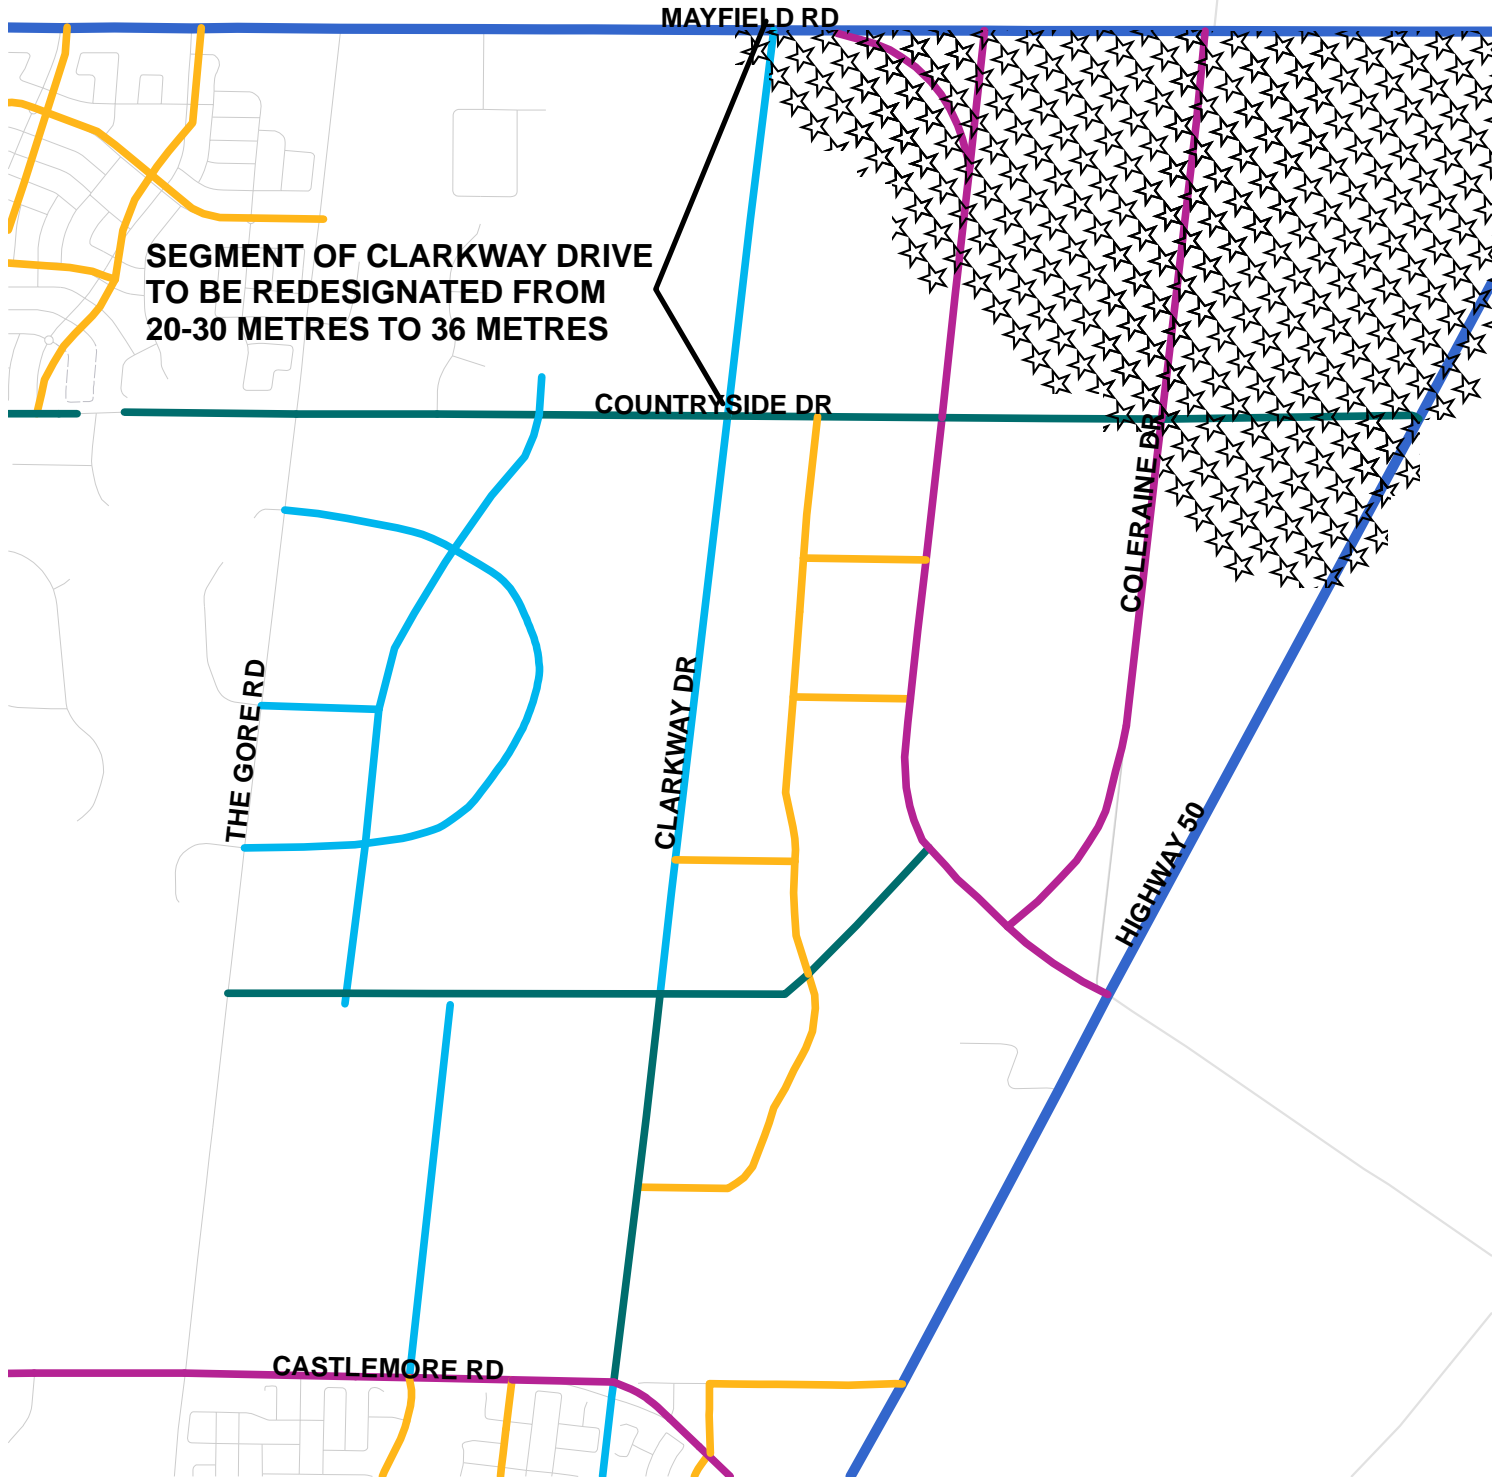 MAYFIELD RD
SEGMENT OF CLARKWAY DRIVE
TO BE REDESIGNATED FROM
20-30 METRES TO 36 METRES
COUNTRYSIDE DR
COLERAINE DR
THE GORE RD
CLARKWAY DR
HIGHWAY 50
CASTLEMORE RD